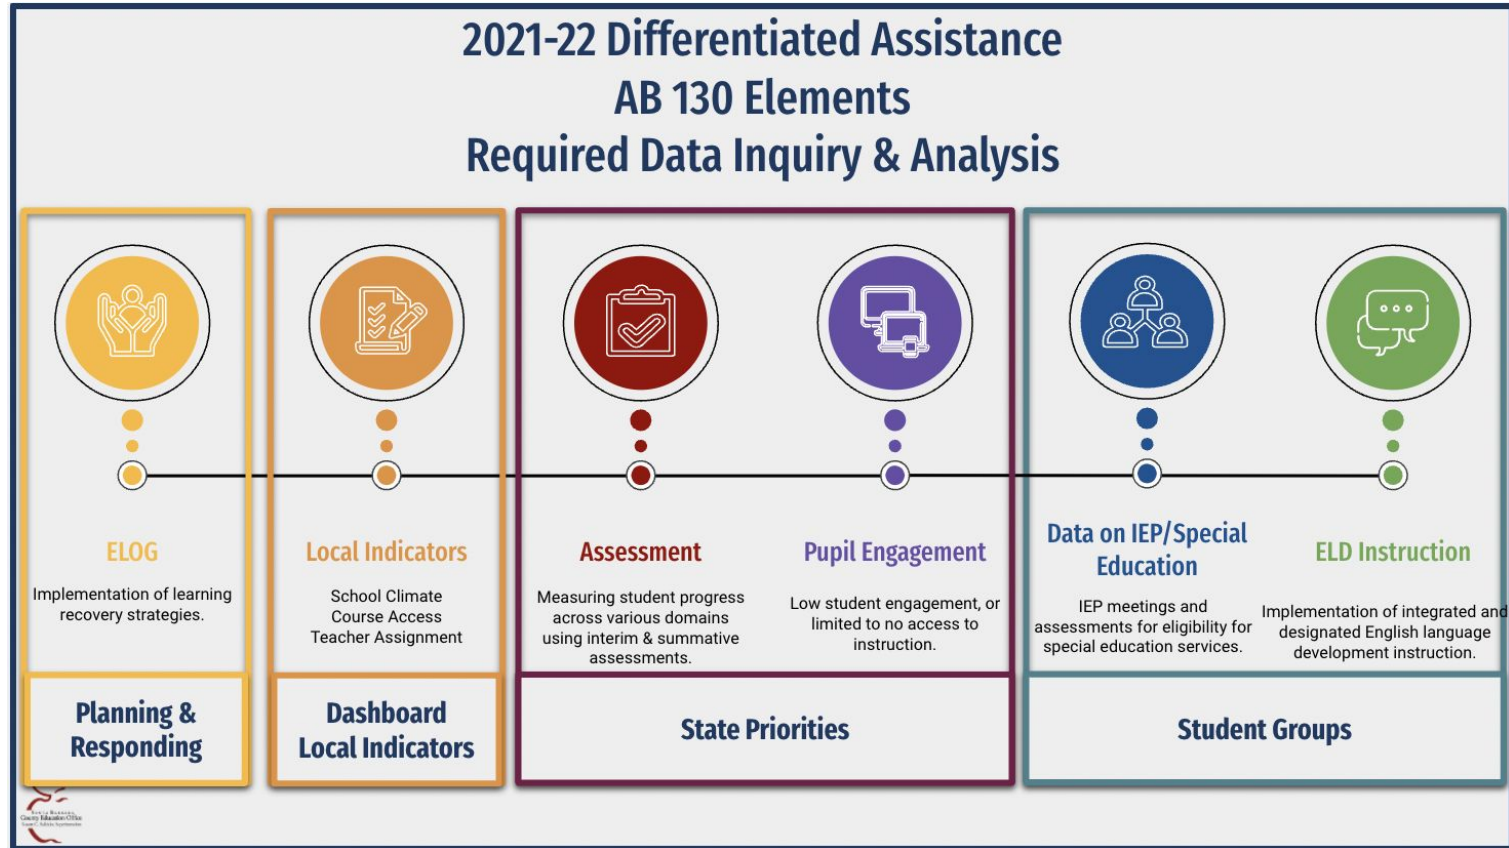 2021-22 Differentiated Assistance
AB 130 Elements
Required Data Inquiry & Analysis
ELOG
Implementation of learning
recovery strategies.
Local Indicators
School Climate
Course Access
Teacher Assignment
Assessment
Measuring student progress
across various domains
using interim & summative
assessments.
Pupil Engagement
Low student engagement, or
limited to no access to
instruction.
Data on IEP/Special
Education
IEP meetings and
assessments for eligibility for
special education services.
ELD Instruction
Implementation of integrated and
designated English language
development instruction.
Planning &
Responding
Dashboard
Local Indicators
State Priorities
Student Groups
County Education Office